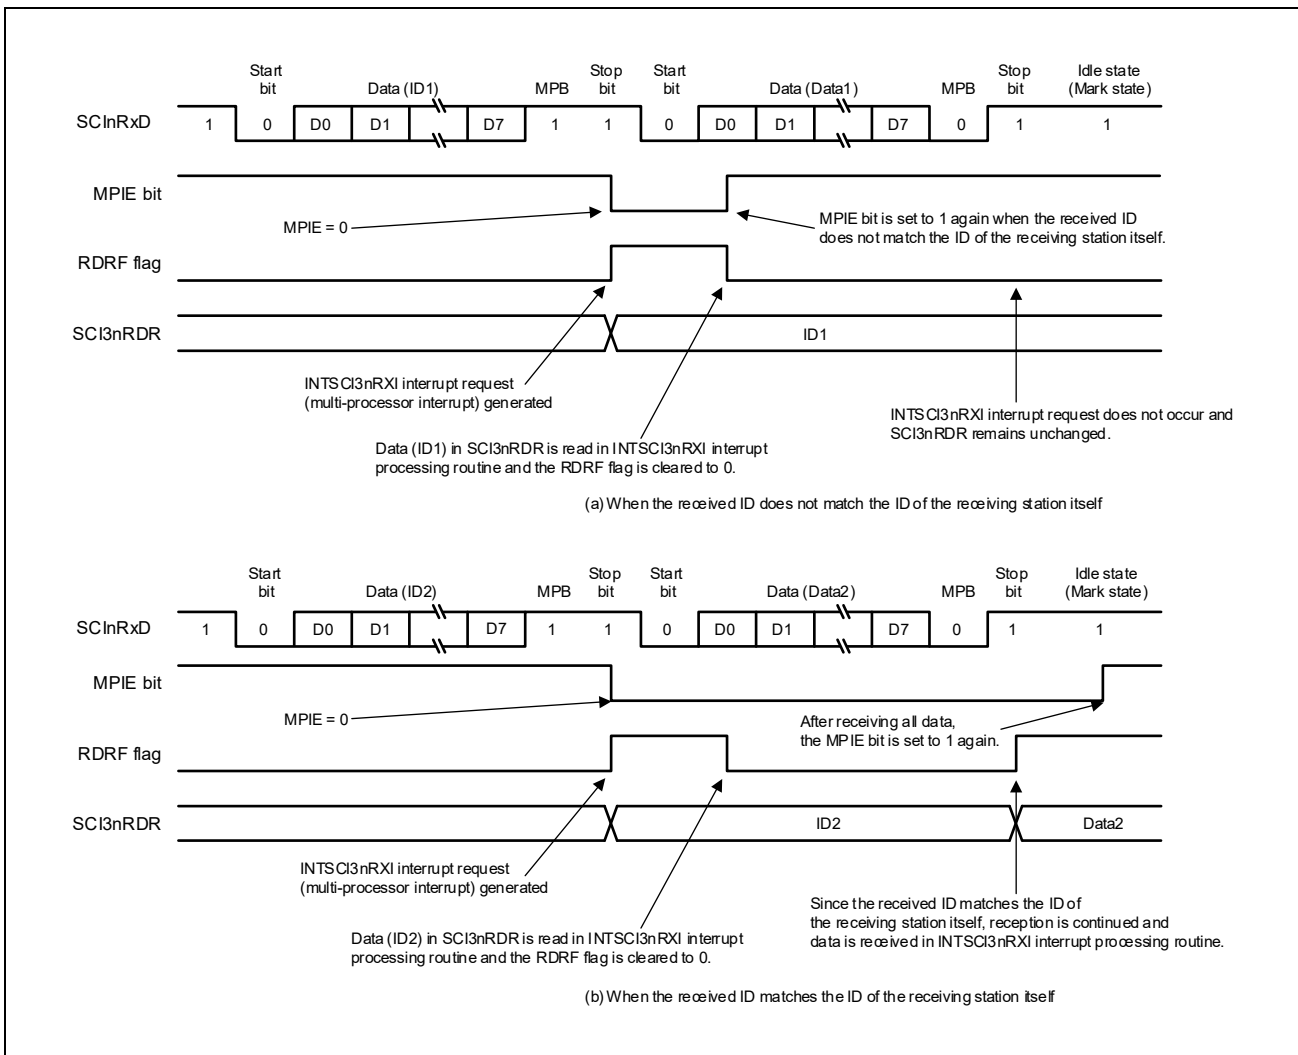 Start bit
Data (ID1)
MPB
Stop bit
Start bit
Data (Data1)
MPB
Stop bit
Idle state (Mark state)
SCInRxD
1 0 D0 D1 D7 1 1 0 D0 D1 D7 0 1 1
MPIE bit
MPIE = 0
MPIE bit is set to 1 again when the received ID
does not match the ID of the receiving station itself.
RDRF flag
SCI3nRDR
ID1
INTSCI3nRXI interrupt request
(multi-processor interrupt) generated
INTSCI3nRXI interrupt request does not occur and
SCI3nRDR remains unchanged.
Data (ID1) in SCI3nRDR is read in INTSCI3nRXI interrupt
processing routine and the RDRF flag is cleared to 0.
(a) When the received ID does not match the ID of the receiving station itself
Start bit
Data (ID2)
MPB
Stop bit
Start bit
Data (Data2)
MPB
Stop bit
Idle state (Mark state)
SCInRxD
1 0 D0 D1 D7 1 1 0 D0 D1 D7 0 1 1
MPIE bit
MPIE = 0
After receiving all data,
the MPIE bit is set to 1 again.
RDRF flag
SCI3nRDR
ID2
Data2
INTSCI3nRXI interrupt request
(multi-processor interrupt) generated
Since the received ID matches the ID of
the receiving station itself, reception is continued and
data is received in INTSCI3nRXI interrupt processing routine.
Data (ID2) in SCI3nRDR is read in INTSCI3nRXI interrupt
processing routine and the RDRF flag is cleared to 0.
(b) When the received ID matches the ID of the receiving station itself